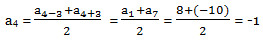 a₄ = (a₄₋₃+a₄₊₃)/2 = (a₁+a₇)/2 = (8+(−10))/2 = -1